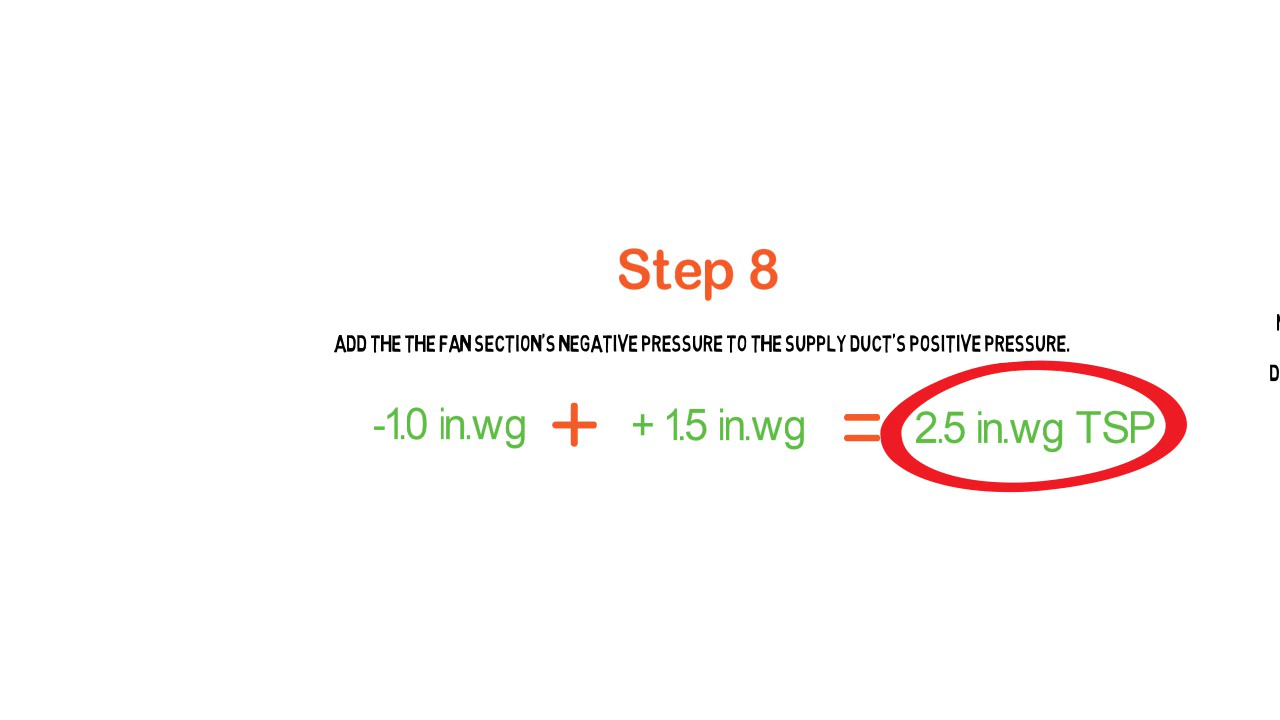 Step 8
ADD THE THE FAN SECTION'S NEGATIVE PRESSURE TO THE SUPPLY DUCT'S POSITIVE PRESSURE.
-1.0 in.wg + + 1.5 in.wg = 2.5 in.wg TSP